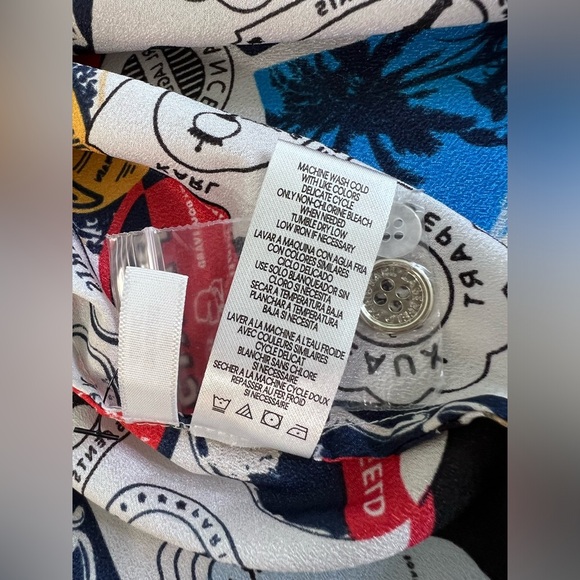 MACHINE WASH COLD
WITH LIKE COLORS
DELICATE CYCLE
ONLY NON-CHLORINE BLEACH
WHEN NEEDED
TUMBLE DRY LOW
LOW IRON IF NECESSARY
LAVAR A MAQUINA CON AGUA FRIA
CON COLORES SIMILARES
CICLO DELICADO
USE SOLO BLANQUEADOR SIN
CLORO SI NECESITA
SECAR A TEMPERATURA BAJA
PLANCHAR A TEMPERATURA
BAJA SI NECESITA
LAVER A LA MACHINE A L'EAU FROIDE
AVEC COULEURS SIMILAIRES
CYCLE DELICAT
BLANCHIR SANS CHLORE
SI NECESSAIRE
SECHER A LA MACHINE CYCLE DOUX
REPASSER AU FER FROID
SI NECESSAIRE
KARL
TRAP
XUA